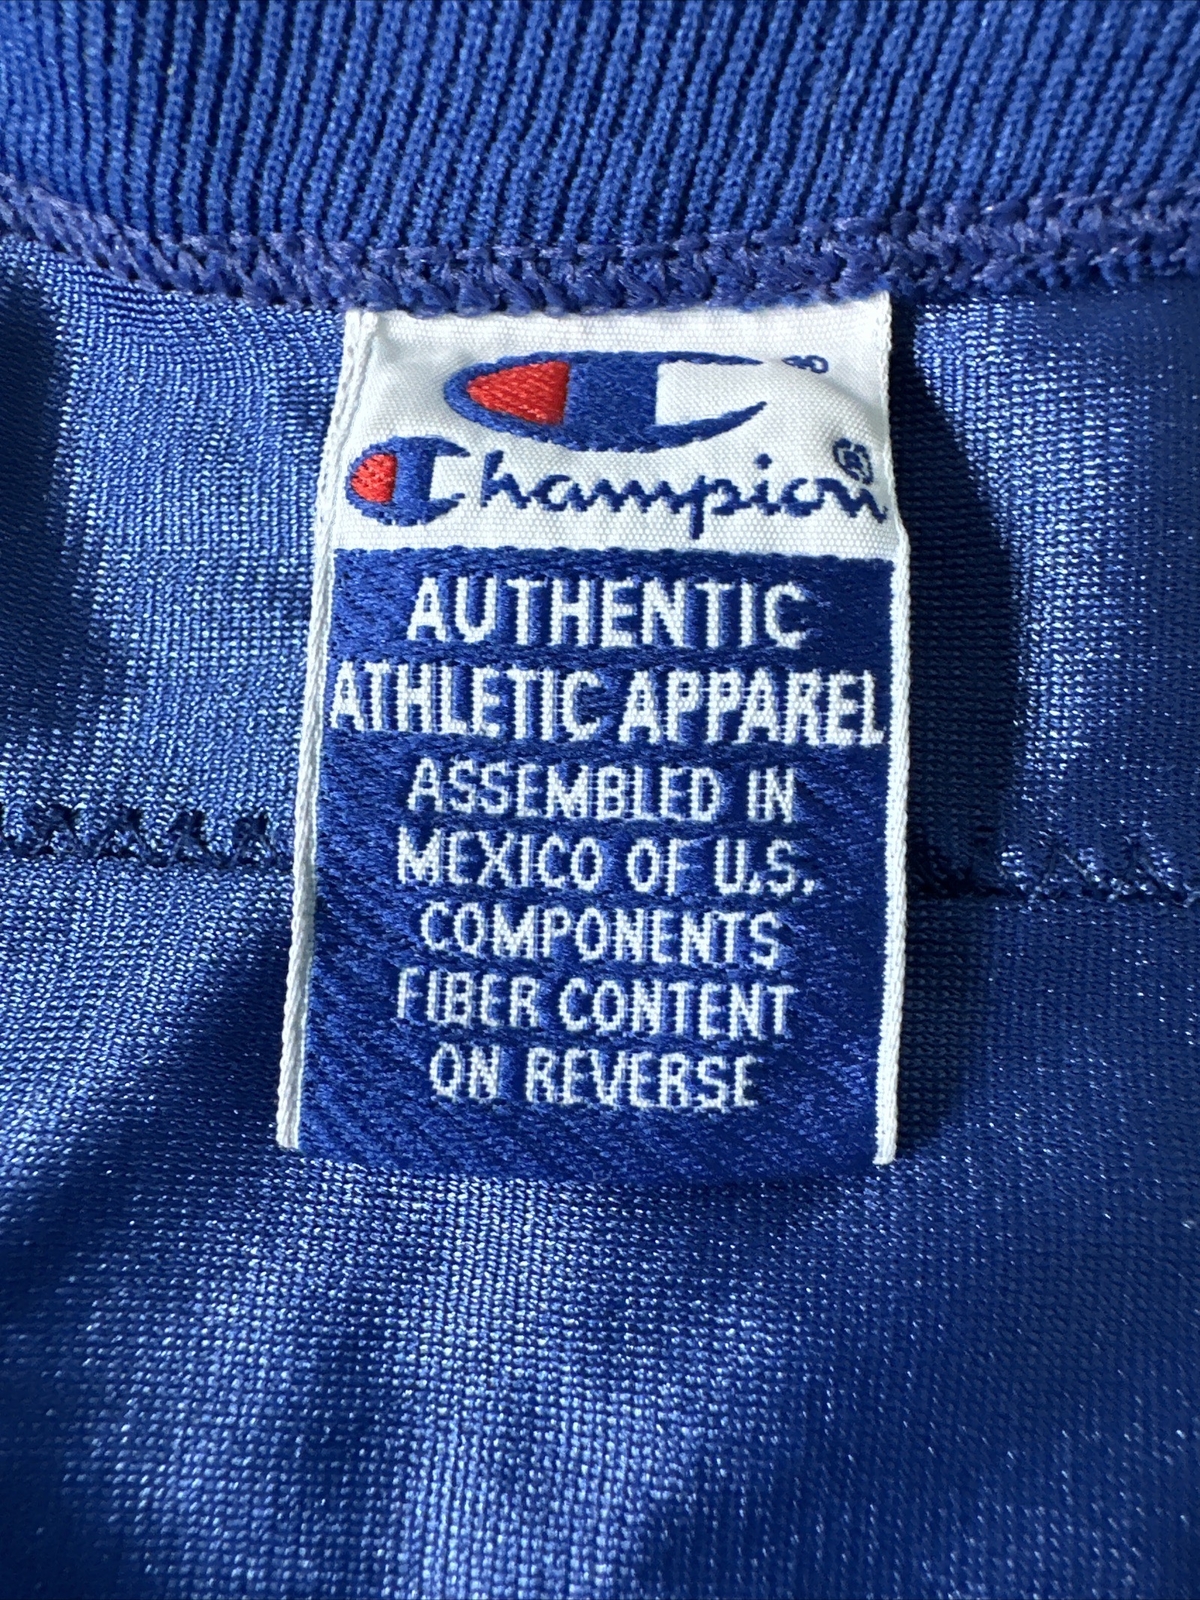 ®
Champion®
AUTHENTIC
ATHLETIC APPAREL
ASSEMBLED IN
MEXICO OF U.S.
COMPONENTS
FIBER CONTENT
ON REVERSE